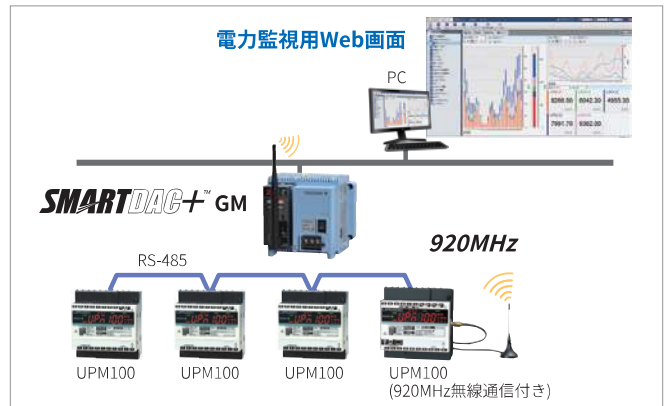 電力監視用Web画面
PC
SMARTDAC+™ GM
920MHz
RS-485
UPM100
UPM100
UPM100
UPM100
(920MHz無線通信付き)